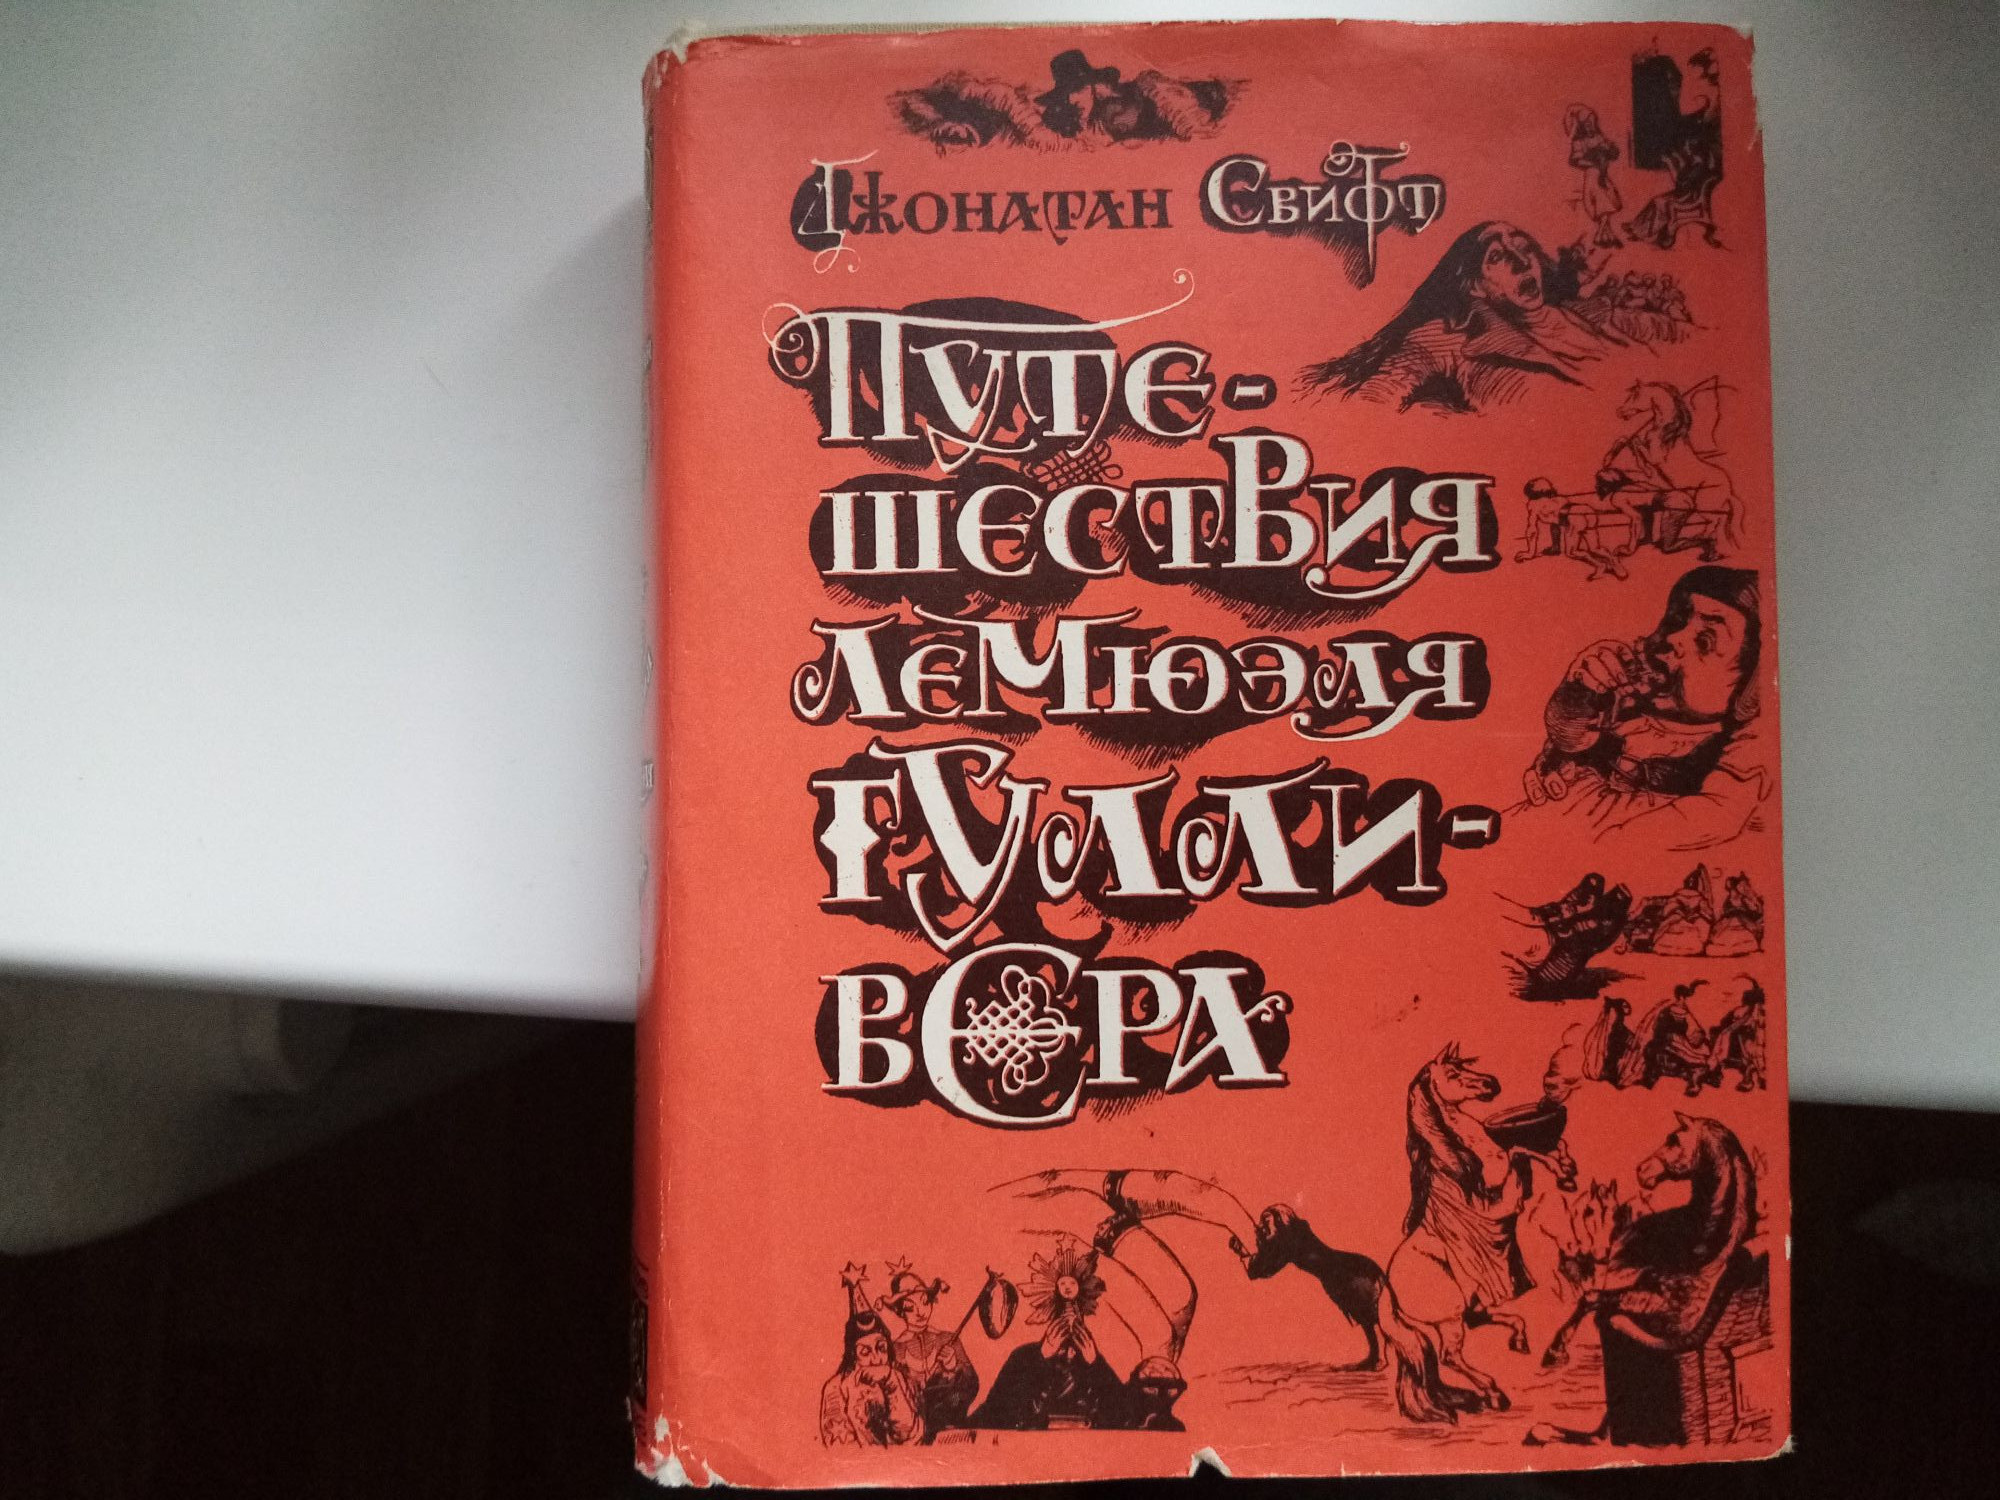 Джонатан Свифт
Путе-
шествия
Лемюэля
Гулли-
вера